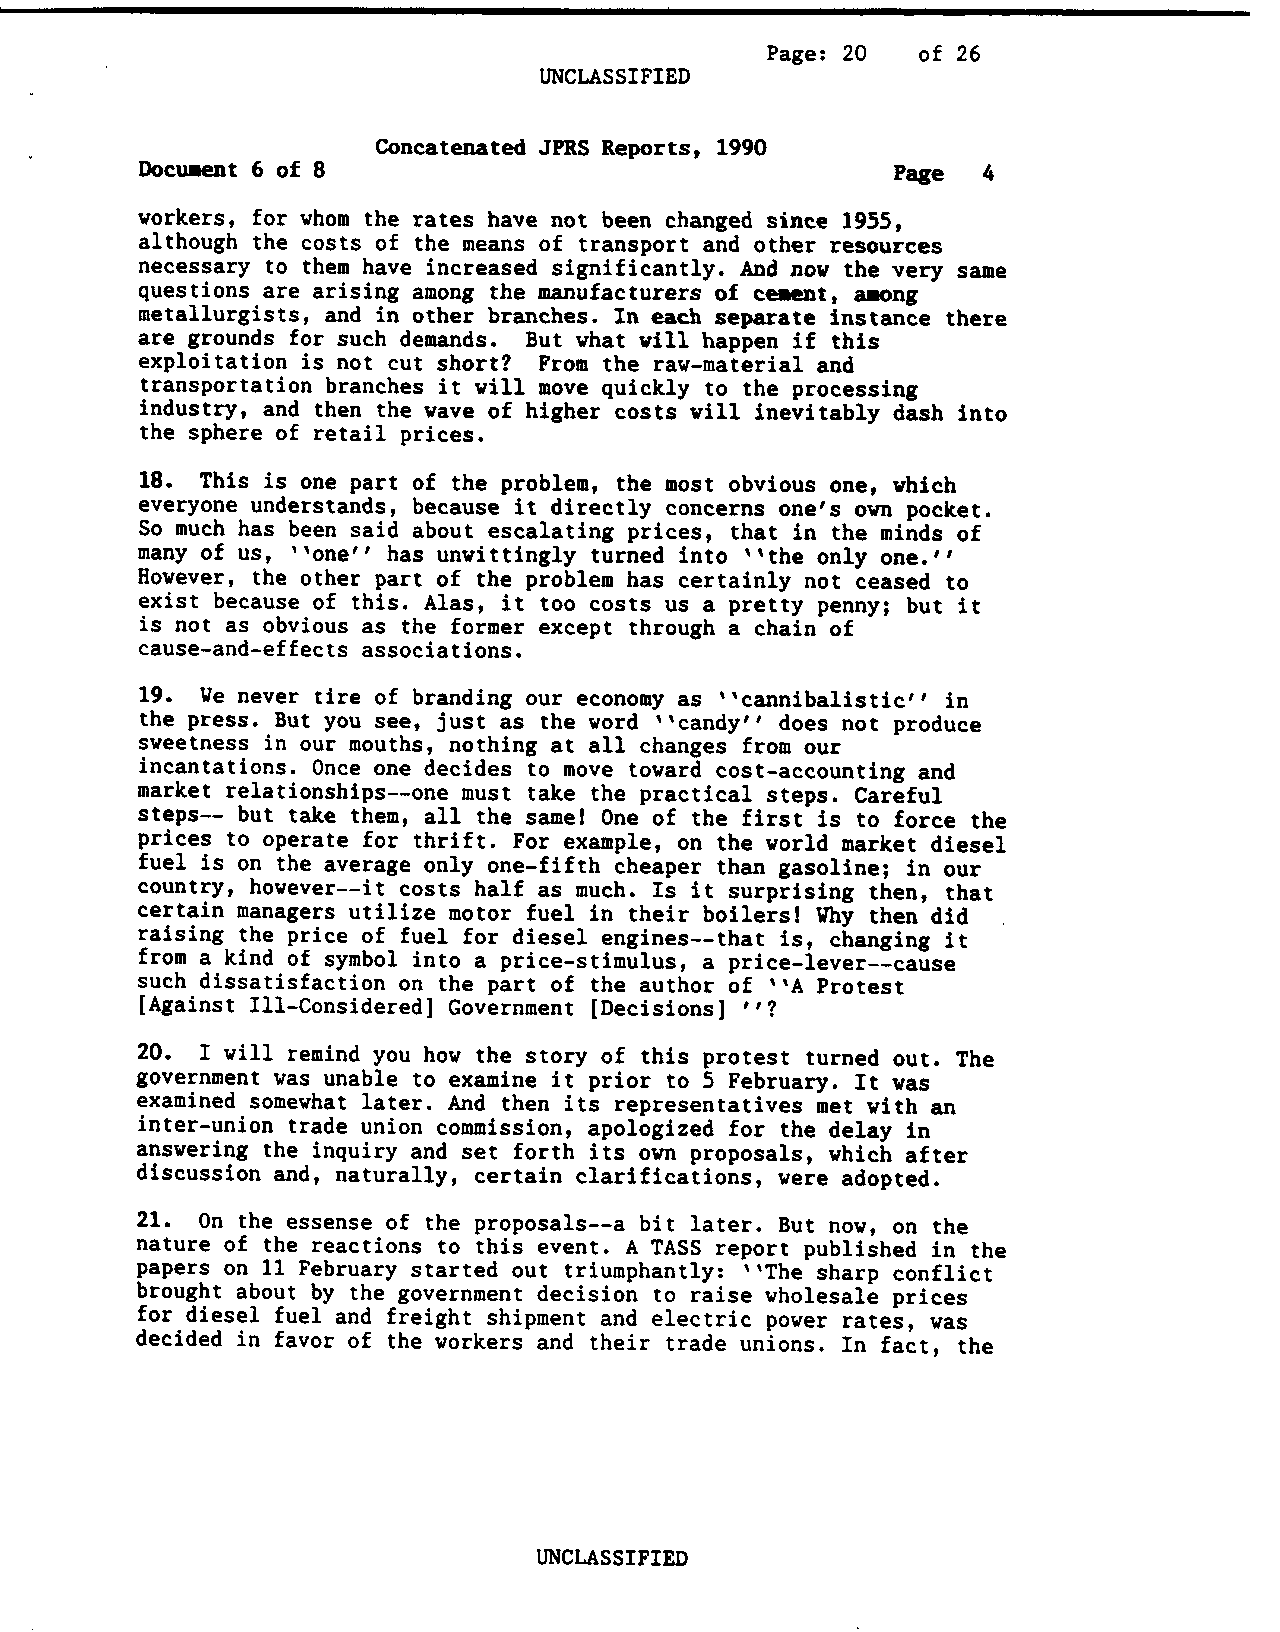 Page: 20 of 26
UNCLASSIFIED
Concatenated JPRS Reports, 1990
Document 6 of 8 Page 4
workers, for whom the rates have not been changed since 1955,
although the costs of the means of transport and other resources
necessary to them have increased significantly. And now the very same
questions are arising among the manufacturers of cement, among
metallurgists, and in other branches. In each separate instance there
are grounds for such demands. But what will happen if this
exploitation is not cut short? From the raw-material and
transportation branches it will move quickly to the processing
industry, and then the wave of higher costs will inevitably dash into
the sphere of retail prices.
18. This is one part of the problem, the most obvious one, which
everyone understands, because it directly concerns one's own pocket.
So much has been said about escalating prices, that in the minds of
many of us, ``one'' has unwittingly turned into ``the only one.''
However, the other part of the problem has certainly not ceased to
exist because of this. Alas, it too costs us a pretty penny; but it
is not as obvious as the former except through a chain of
cause-and-effects associations.
19. We never tire of branding our economy as ``cannibalistic'' in
the press. But you see, just as the word ``candy'' does not produce
sweetness in our mouths, nothing at all changes from our
incantations. Once one decides to move toward cost-accounting and
market relationships--one must take the practical steps. Careful
steps-- but take them, all the same! One of the first is to force the
prices to operate for thrift. For example, on the world market diesel
fuel is on the average only one-fifth cheaper than gasoline; in our
country, however--it costs half as much. Is it surprising then, that
certain managers utilize motor fuel in their boilers! Why then did
raising the price of fuel for diesel engines--that is, changing it
from a kind of symbol into a price-stimulus, a price-lever--cause
such dissatisfaction on the part of the author of ``A Protest
[Against Ill-Considered] Government [Decisions] ''?
20. I will remind you how the story of this protest turned out. The
government was unable to examine it prior to 5 February. It was
examined somewhat later. And then its representatives met with an
inter-union trade union commission, apologized for the delay in
answering the inquiry and set forth its own proposals, which after
discussion and, naturally, certain clarifications, were adopted.
21. On the essense of the proposals--a bit later. But now, on the
nature of the reactions to this event. A TASS report published in the
papers on 11 February started out triumphantly: ``The sharp conflict
brought about by the government decision to raise wholesale prices
for diesel fuel and freight shipment and electric power rates, was
decided in favor of the workers and their trade unions. In fact, the
UNCLASSIFIED